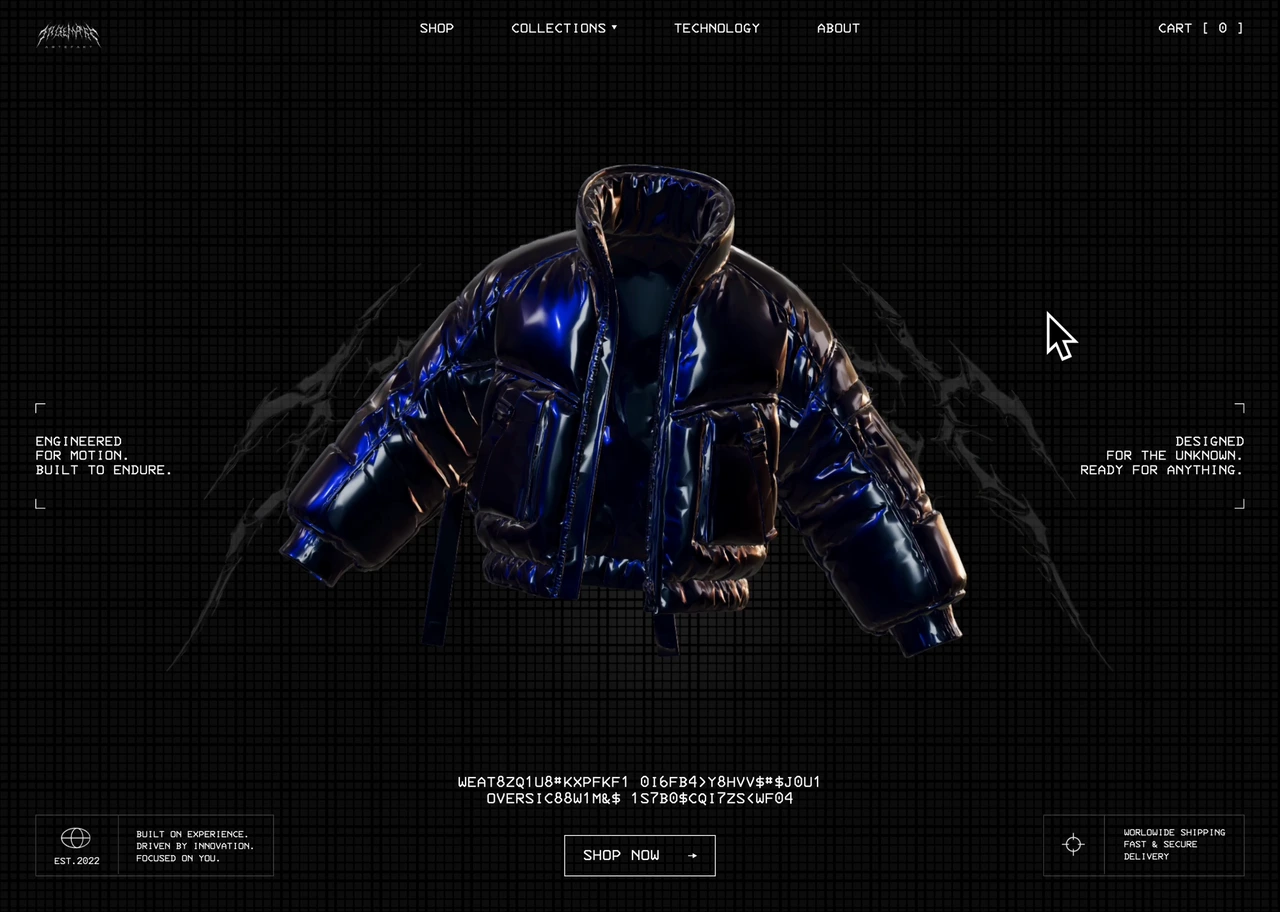 SHOP
COLLECTIONS ▾
TECHNOLOGY
ABOUT
CART [ 0 ]
ENGINEERED
FOR MOTION.
BUILT TO ENDURE.
DESIGNED
FOR THE UNKNOWN.
READY FOR ANYTHING.
WEAT8ZQ1U8#KXPFKF1 0I6FB4>Y8HVV$#$J0U1
OVERSIC88W1M&$ 1S7B0$CQI7ZS<WF04
SHOP NOW →
EST.2022
BUILT ON EXPERIENCE.
DRIVEN BY INNOVATION.
FOCUSED ON YOU.
WORLDWIDE SHIPPING
FAST & SECURE
DELIVERY